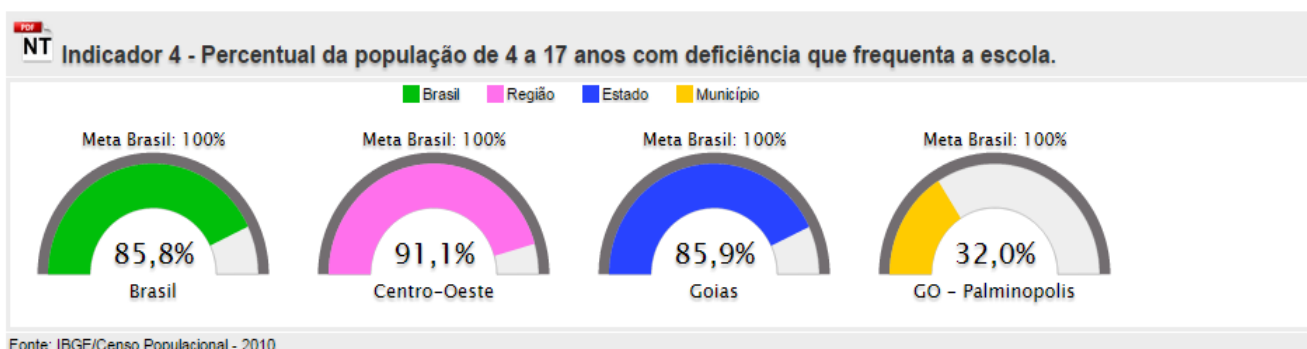 PDF
NT
Indicador 4 - Percentual da população de 4 a 17 anos com deficiência que frequenta a escola.
Brasil Região Estado Município
Meta Brasil: 100% Meta Brasil: 100% Meta Brasil: 100% Meta Brasil: 100%
85,8% 91,1% 85,9% 32,0%
Brasil Centro-Oeste Goias GO - Palminopolis
Fonte: IBGE/Censo Populacional - 2010